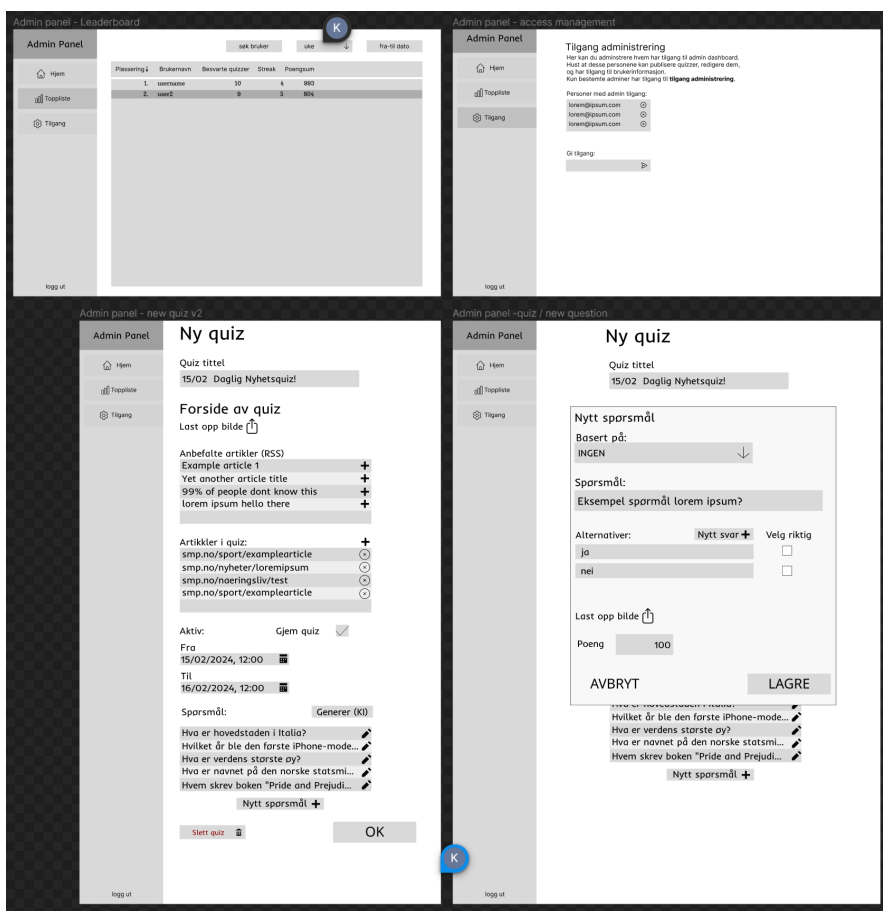 Admin panel - Leaderboard
K
Admin Panel
søk bruker
uke
fra-til dato
Hjem
Toppliste
Tilgang
Plassering Brukernavn Besvarte quizzer Streak Poengsum
1. username 10 4 993
2. user2 9 5 804
logg ut
Admin panel - access management
Admin Panel
Hjem
Toppliste
Tilgang
Tilgang administrering
Her kan du administrere hvem har tilgang til admin dashboard.
Hust at desse personene kan publisere quizzer, redigere dem,
og har tilgang til brukerinformasjon.
Kun bestemte adminer har tilgang til tilgang administrering.
Personer med admin tilgang:
lorem@ipsum.com
lorem@ipsum.com
lorem@ipsum.com
Gi tilgang:
logg ut
Admin panel - new quiz v2
Admin Panel
Hjem
Toppliste
Tilgang
Ny quiz
Quiz tittel
15/02 Daglig Nyhetsquiz!
Forside av quiz
Last opp bilde
Anbefalte artikler (RSS)
Example article 1
Yet another article title
99% of people dont know this
lorem ipsum hello there
Artikkler i quiz:
smp.no/sport/examplearticle
smp.no/nyheter/loremipsum
smp.no/naeringsliv/test
smp.no/sport/examplearticle
Aktiv: Gjem quiz
Fra
15/02/2024, 12:00
Til
16/02/2024, 12:00
Spørsmål: Generer (KI)
Hva er hovedstaden i Italia?
Hvilket år ble den første iPhone-mode...
Hva er verdens største øy?
Hva er navnet på den norske statsmi...
Hvem skrev boken "Pride and Prejudi...
Nytt spørsmål +
Slett quiz
OK
logg ut
Admin panel -quiz / new question
Admin Panel
Hjem
Toppliste
Tilgang
Ny quiz
Quiz tittel
15/02 Daglig Nyhetsquiz!
Nytt spørsmål
Basert på:
INGEN
Spørsmål:
Eksempel spørmål lorem ipsum?
Alternativer: Nytt svar + Velg riktig
ja
nei
Last opp bilde
Poeng 100
AVBRYT LAGRE
Hva er hovedstaden i Italia?
Hvilket år ble den første iPhone-mode...
Hva er verdens største øy?
Hva er navnet på den norske statsmi...
Hvem skrev boken "Pride and Prejudi...
Nytt spørsmål +
K
logg ut